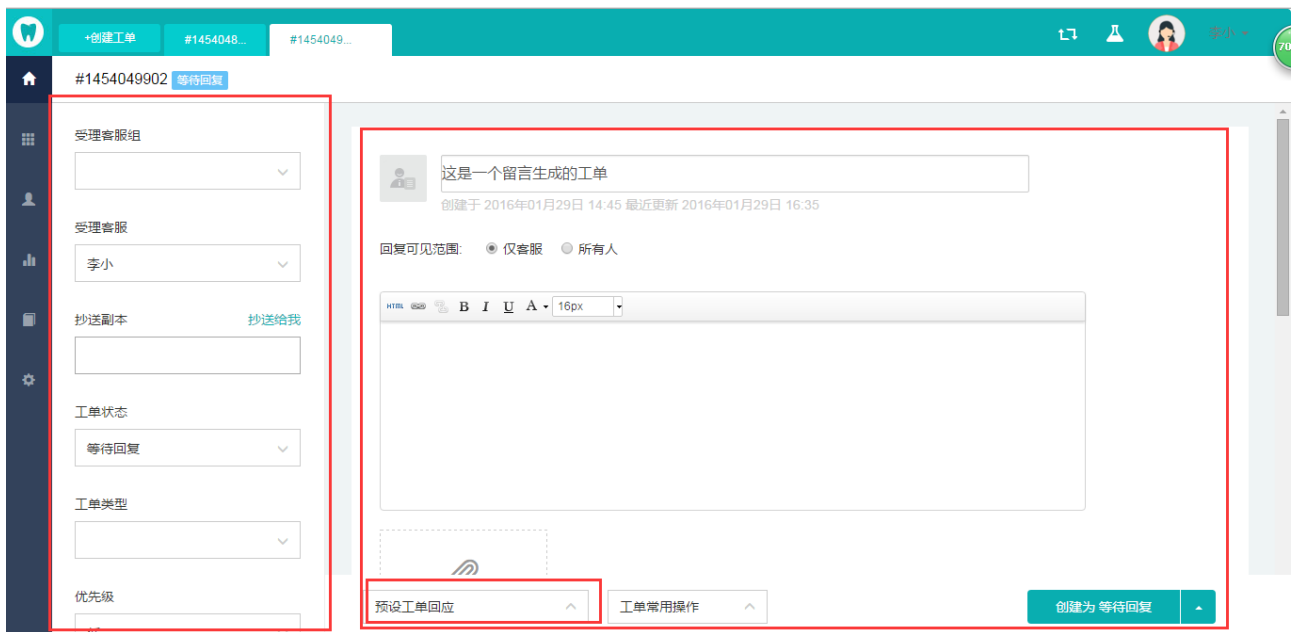 +创建工单
#1454048...
#1454049...
李小
70
#1454049902 等待回复
受理客服组
受理客服
李小
抄送副本 抄送给我
工单状态
等待回复
工单类型
优先级
这是一个留言生成的工单
创建于 2016年01月29日 14:45 最近更新 2016年01月29日 16:35
回复可见范围: 仅客服 所有人
HTML B I U A 16px
预设工单回应
工单常用操作
创建为 等待回复